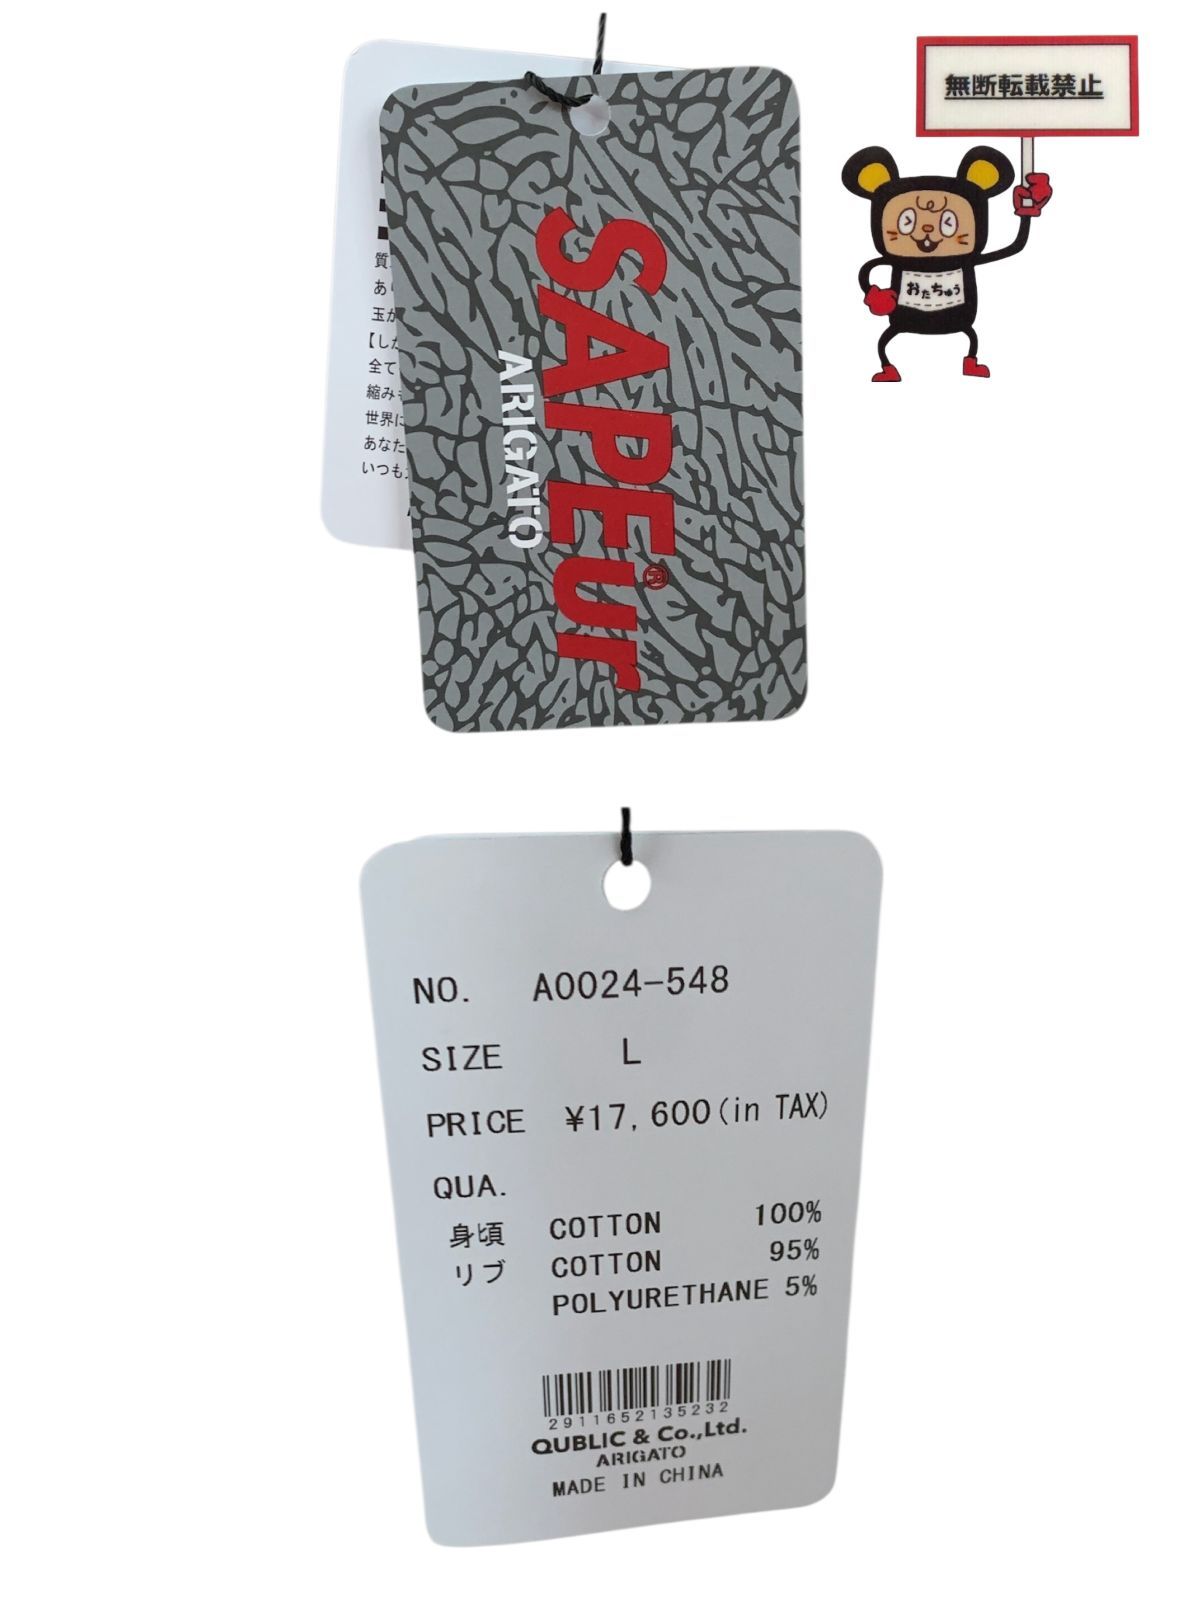 無断転載禁止
おたちゅう
SAPEur®
ARIGATO
質
あり
玉が
【しか
全て
縮み
世界に
あなた
いつも
NO. A0024-548
SIZE L
PRICE ¥17,600(in TAX)
QUA.
身頃 COTTON 100%
リブ COTTON 95%
POLYURETHANE 5%
2911652135232
QUBLIC & Co.,Ltd.
ARIGATO
MADE IN CHINA